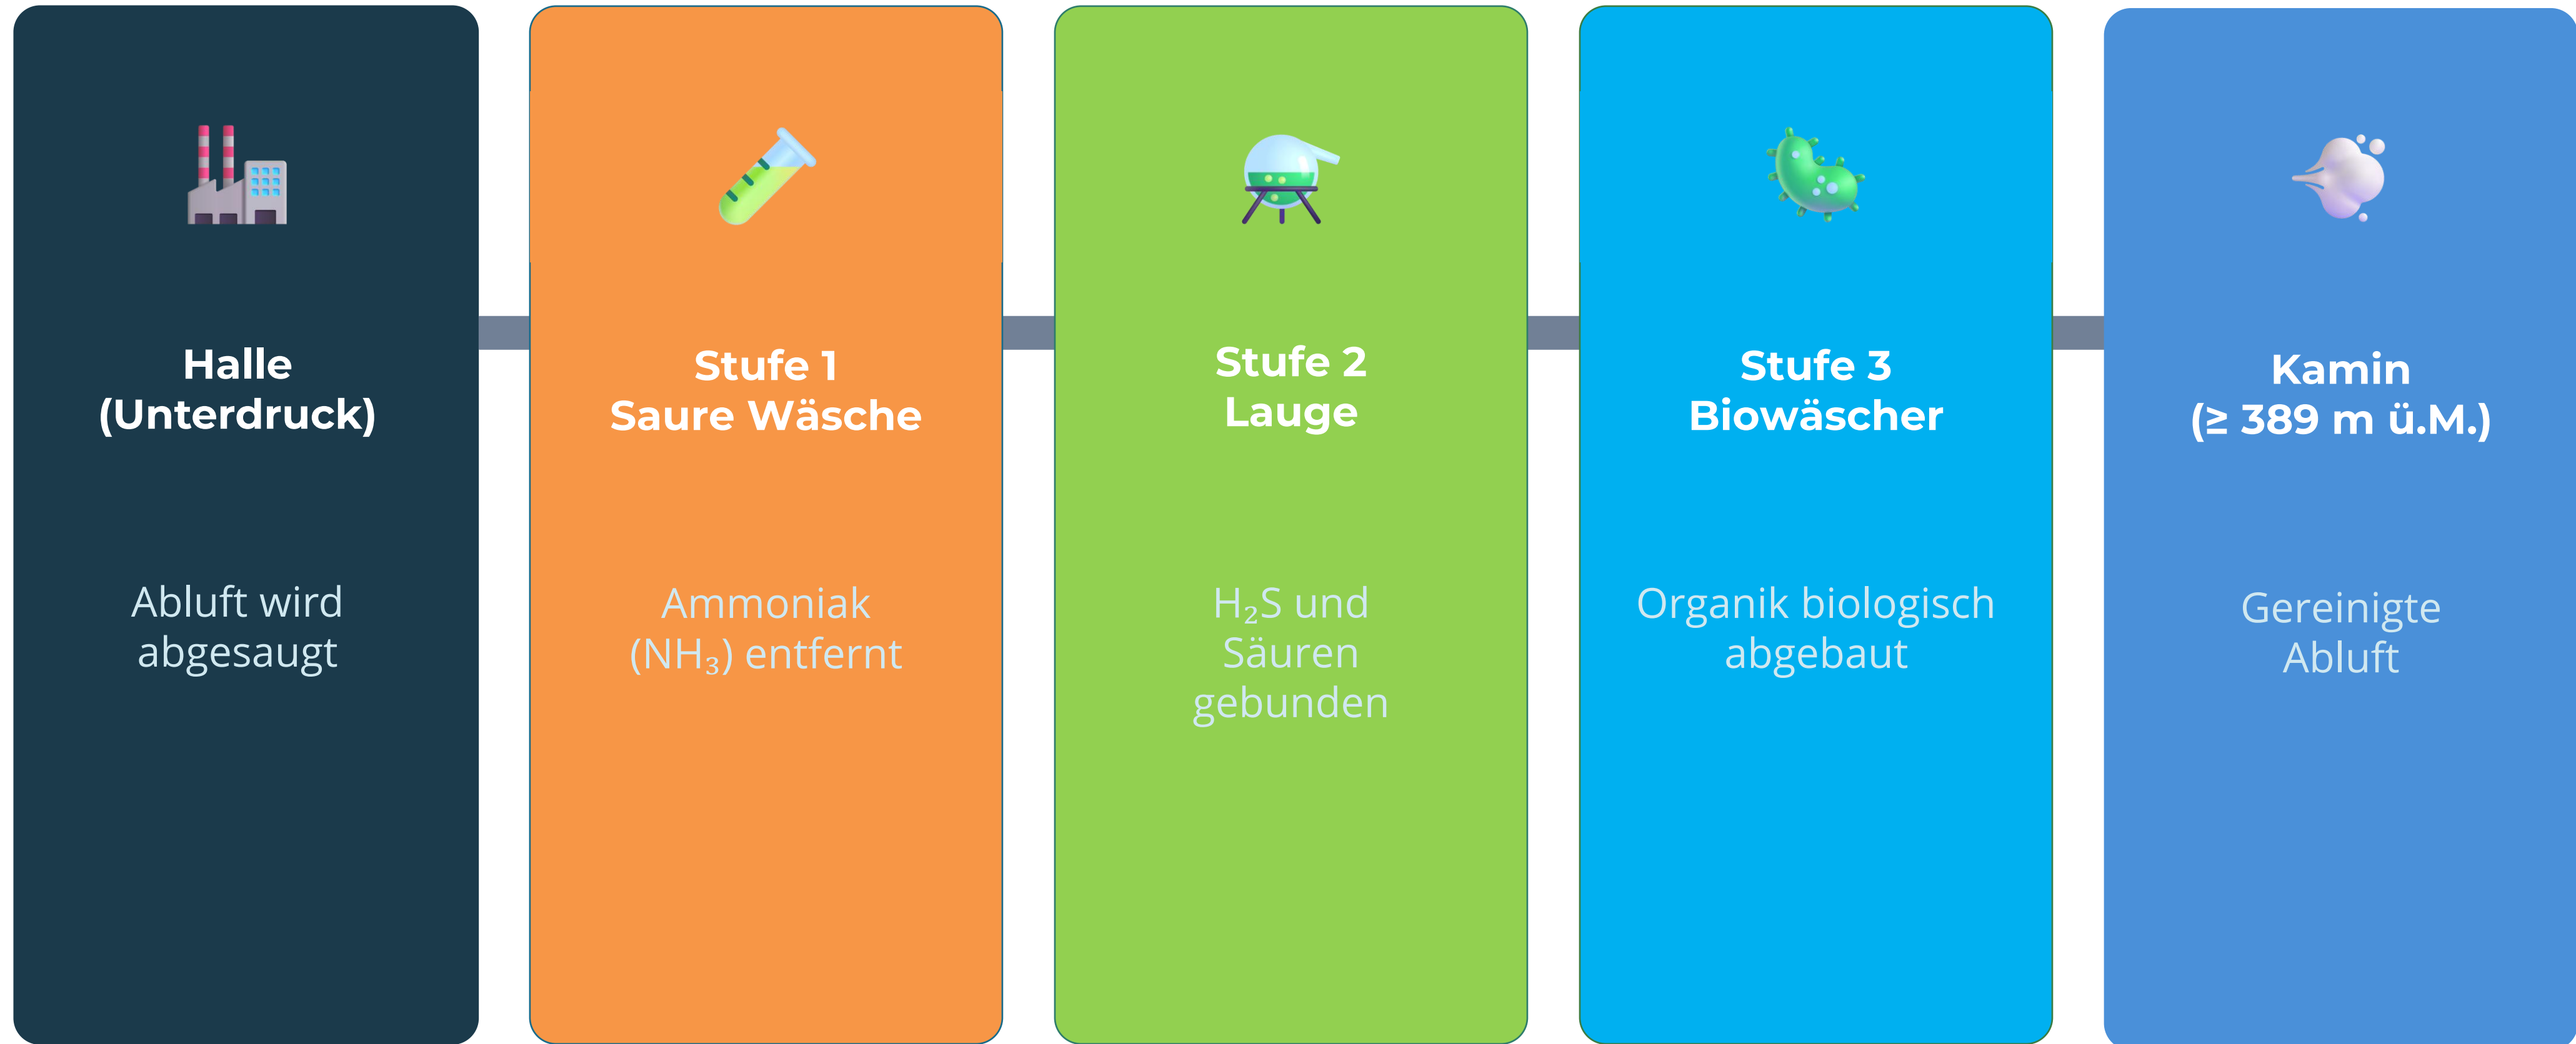 Halle
(Unterdruck)
Abluft wird
abgesaugt
Stufe 1
Saure Wäsche
Ammoniak
(NH₃) entfernt
Stufe 2
Lauge
H₂S und
Säuren
gebunden
Stufe 3
Biowäscher
Organik biologisch
abgebaut
Kamin
(≥ 389 m ü.M.)
Gereinigte
Abluft